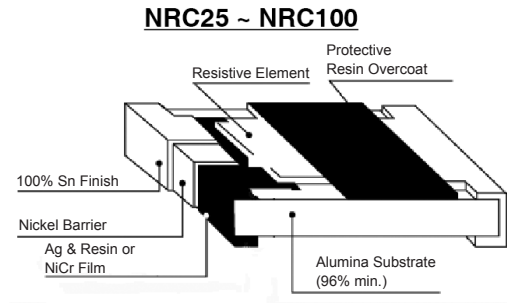 NRC25 ~ NRC100
Protective
Resin Overcoat
Resistive Element
100% Sn Finish
Nickel Barrier
Ag & Resin or
NiCr Film
Alumina Substrate
(96% min.)